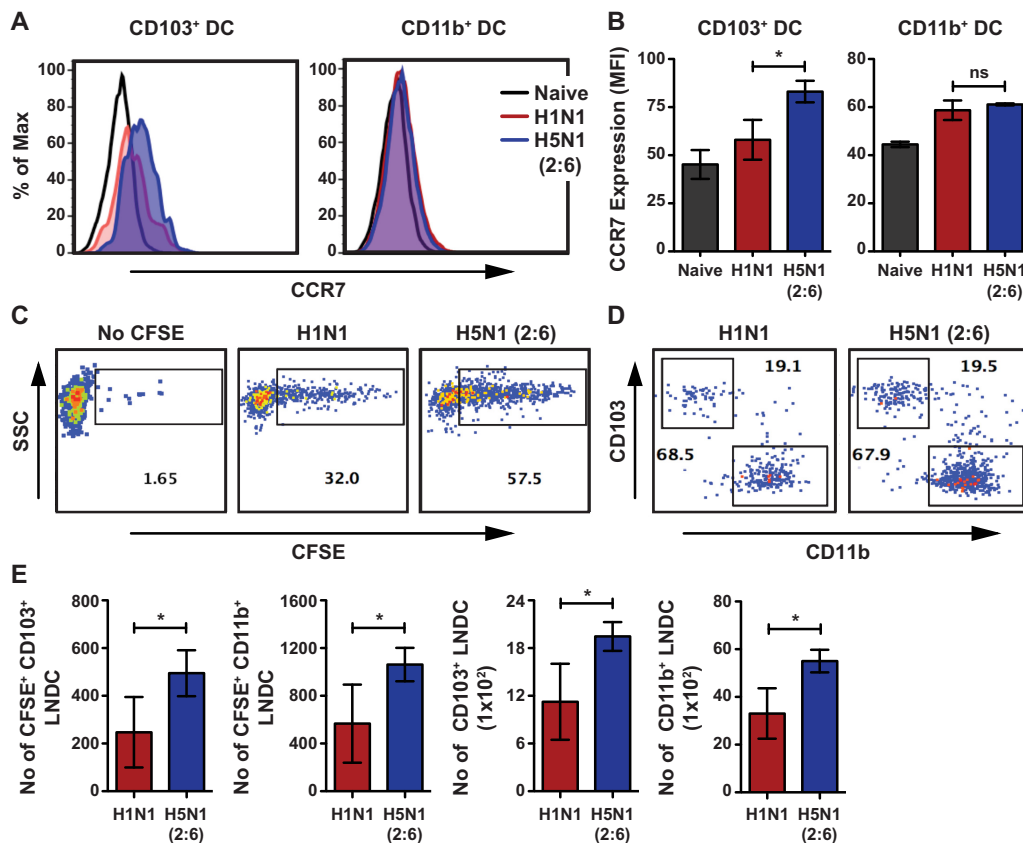 A
CD103+ DC
CD11b+ DC
% of Max
100
80
60
40
20
0
Naive
H1N1
H5N1
(2:6)
CCR7
B
CD103+ DC
CD11b+ DC
CCR7 Expression (MFI)
100
75
50
25
0
*
Naive
H1N1
H5N1
(2:6)
80
60
40
20
0
ns
Naive
H1N1
H5N1
(2:6)
C
No CFSE
H1N1
H5N1 (2:6)
SSC
1.65
32.0
57.5
CFSE
D
H1N1
H5N1 (2:6)
CD103
19.1
68.5
19.5
67.9
CD11b
E
No of CFSE+ CD103+
LNDC
800
600
400
200
0
*
H1N1
H5N1
(2:6)
No of CFSE+ CD11b+
LNDC
1600
1200
800
400
0
*
H1N1
H5N1
(2:6)
No of CD103+ LNDC
(1x10²)
24
18
12
6
0
*
H1N1
H5N1
(2:6)
No of CD11b+ LNDC
(1x10²)
80
60
40
20
0
*
H1N1
H5N1
(2:6)